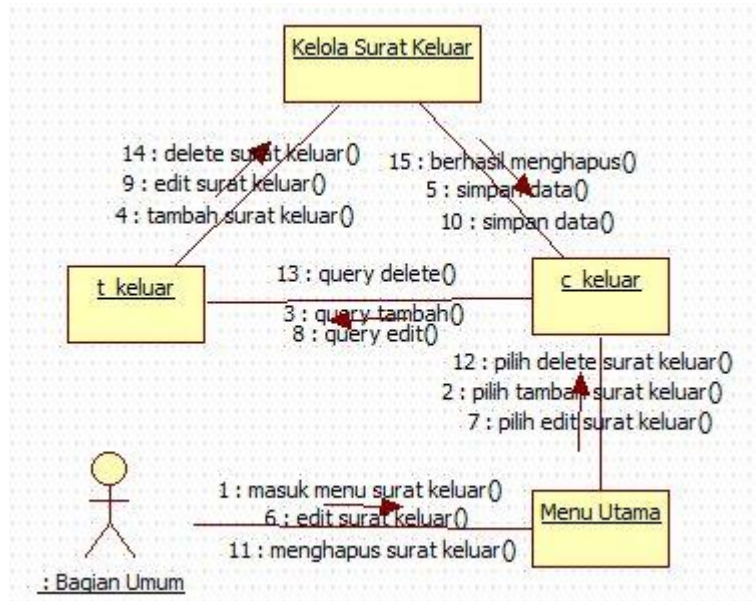 Kelola Surat Keluar
14 : delete surat keluar()
9 : edit surat keluar()
4 : tambah surat keluar()
15 : berhasil menghapus()
5 : simpan data()
10 : simpan data()
t_keluar
13 : query delete()
3 : query tambah()
8 : query edit()
c_keluar
12 : pilih delete surat keluar()
2 : pilih tambah surat keluar()
7 : pilih edit surat keluar()
1 : masuk menu surat keluar()
6 : edit surat keluar()
11 : menghapus surat keluar()
Menu Utama
: Bagian Umum